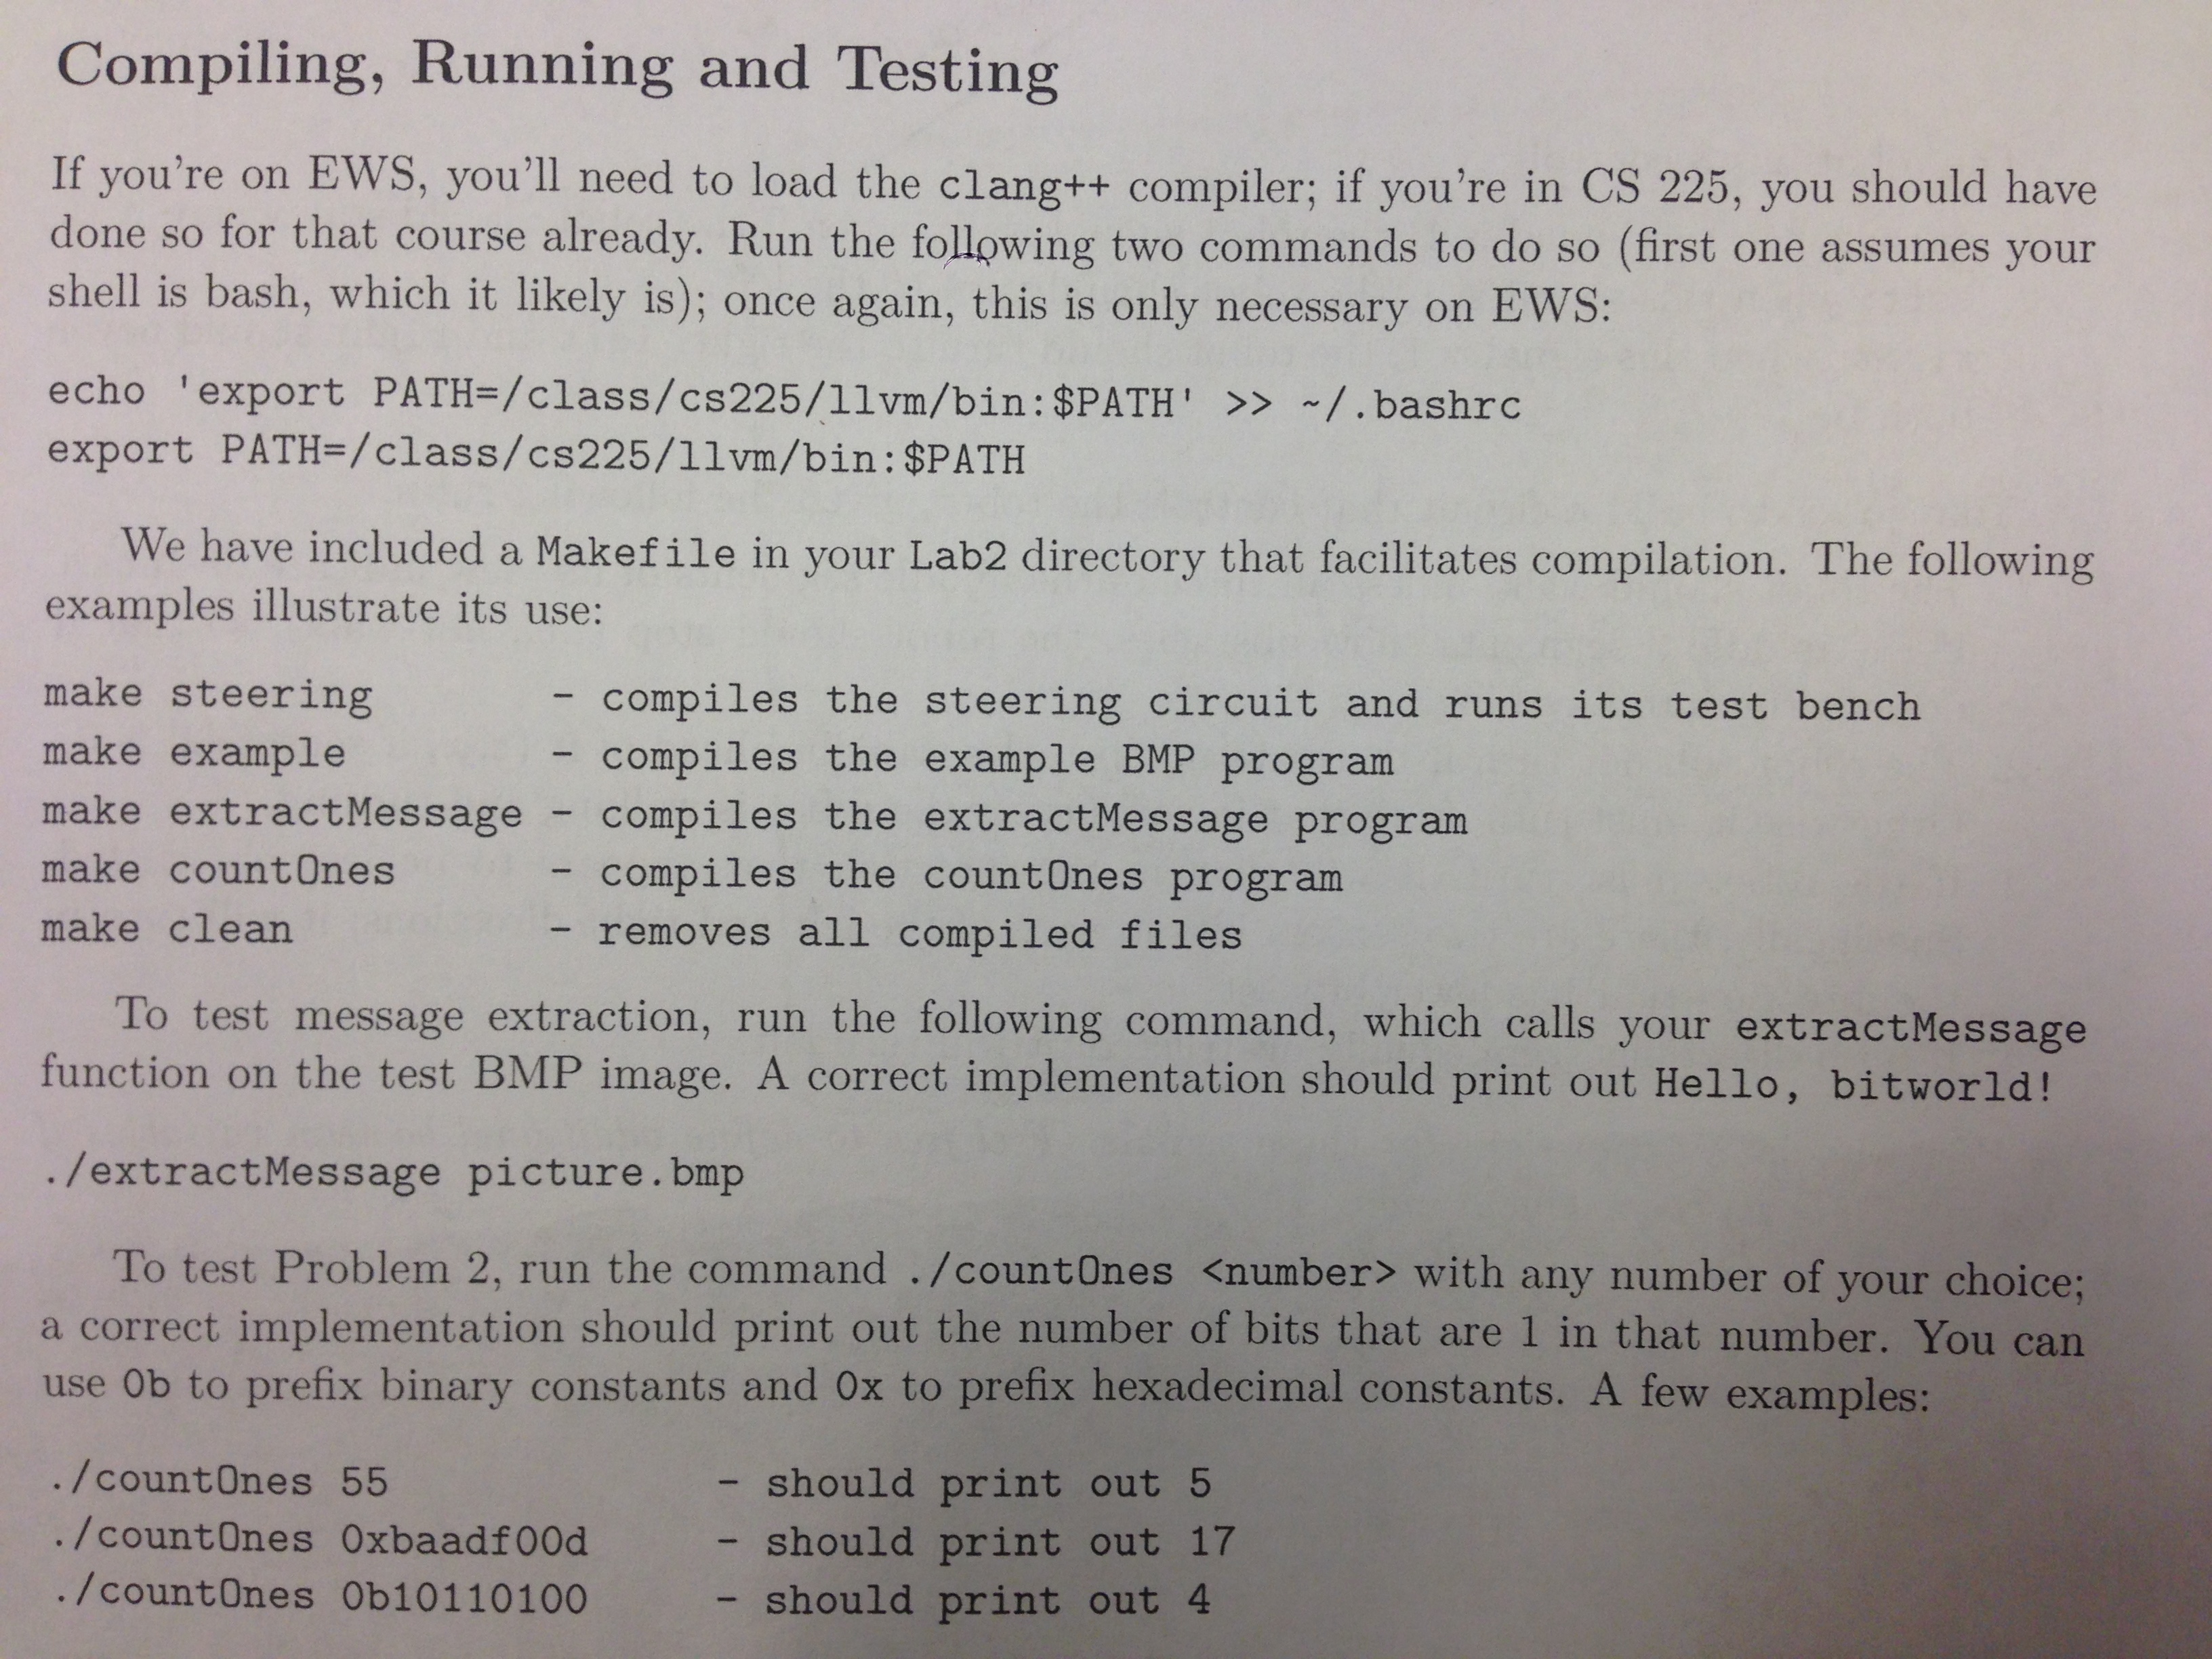 Compiling, Running and Testing
If you're on EWS, you'll need to load the clang++ compiler; if you're in CS 225, you should have
done so for that course already. Run the following two commands to do so (first one assumes your
shell is bash, which it likely is); once again, this is only necessary on EWS:
echo 'export PATH=/class/cs225/llvm/bin:$PATH' >> ~/.bashrc
export PATH=/class/cs225/llvm/bin:$PATH
We have included a Makefile in your Lab2 directory that facilitates compilation. The following
examples illustrate its use:
make steering - compiles the steering circuit and runs its test bench
make example - compiles the example BMP program
make extractMessage - compiles the extractMessage program
make countOnes - compiles the countOnes program
make clean - removes all compiled files
To test message extraction, run the following command, which calls your extractMessage
function on the test BMP image. A correct implementation should print out Hello, bitworld!
./extractMessage picture.bmp
To test Problem 2, run the command ./countOnes <number> with any number of your choice;
a correct implementation should print out the number of bits that are 1 in that number. You can
use 0b to prefix binary constants and 0x to prefix hexadecimal constants. A few examples:
./countOnes 55 - should print out 5
./countOnes 0xbaadf00d - should print out 17
./countOnes 0b10110100 - should print out 4